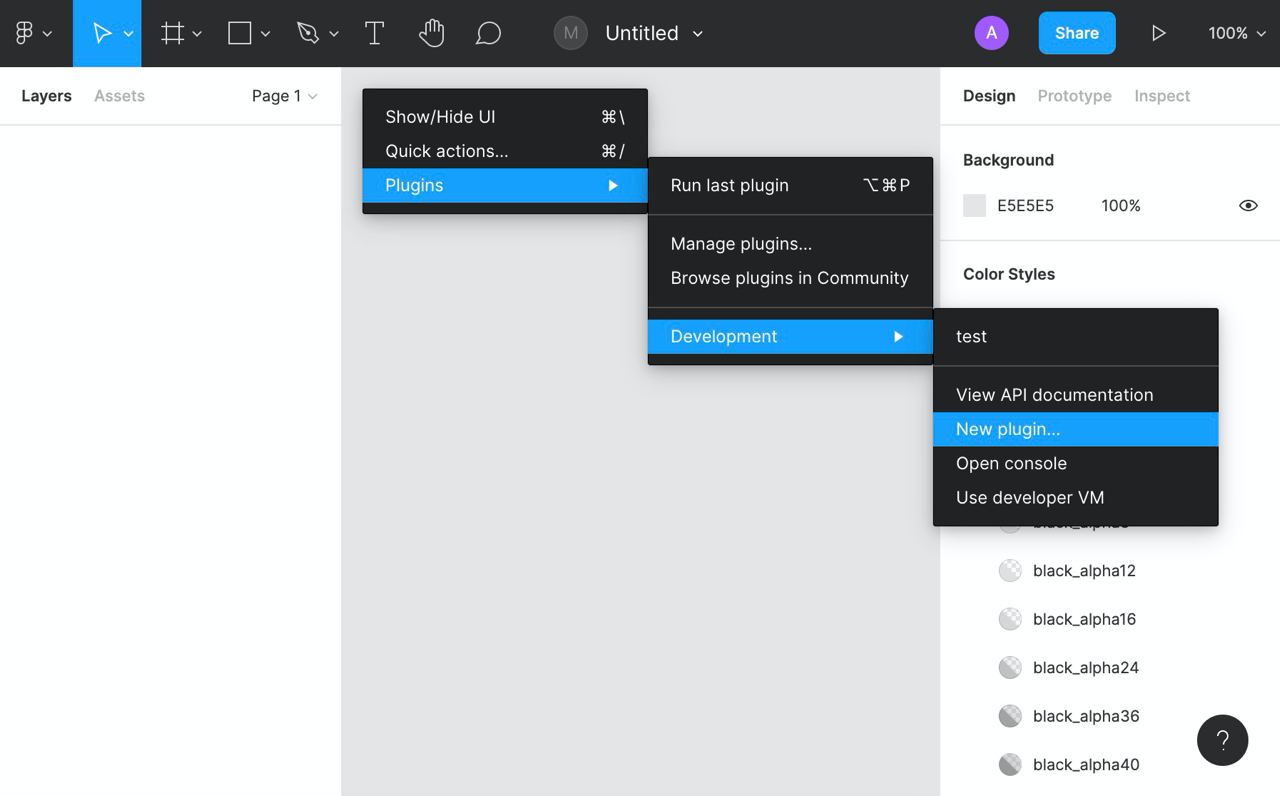 M Untitled A Share 100%
Layers Assets Page 1
Design Prototype Inspect
Show/Hide UI ⌘\
Quick actions... ⌘/
Plugins
Run last plugin ⌥⌘P
Manage plugins...
Browse plugins in Community
Development
test
View API documentation
New plugin...
Open console
Use developer VM
Background
E5E5E5 100%
Color Styles
black_alpha12
black_alpha16
black_alpha24
black_alpha36
black_alpha40
?